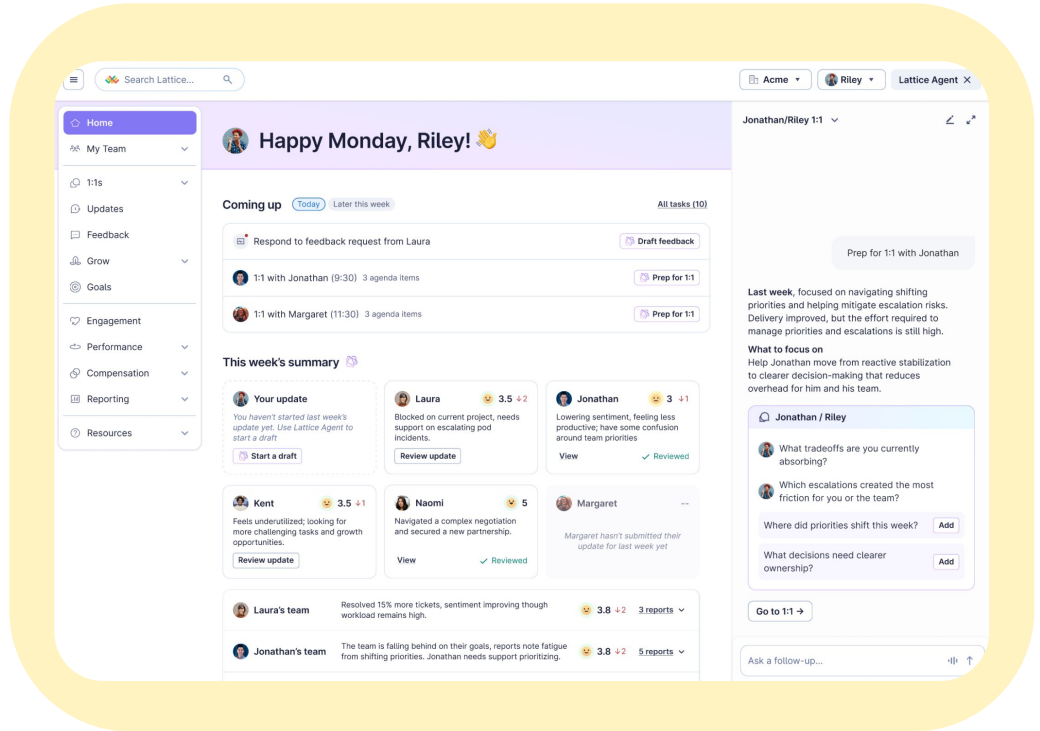 Search Lattice...
Acme
Riley
Lattice Agent
Home
My Team
1:1s
Updates
Feedback
Grow
Goals
Engagement
Performance
Compensation
Reporting
Resources
Happy Monday, Riley! 👋
Coming up Today Later this week All tasks (10)
Respond to feedback request from Laura Draft feedback
1:1 with Jonathan (9:30) 3 agenda items Prep for 1:1
1:1 with Margaret (11:30) 3 agenda items Prep for 1:1
This week's summary
Your update
You haven't started last week's
update yet. Use Lattice Agent to
start a draft
Start a draft
Laura 3.5 ↓2
Blocked on current project, needs
support on escalating pod
incidents.
Review update
Jonathan 3 ↓1
Lowering sentiment, feeling less
productive; have some confusion
around team priorities
View ✓ Reviewed
Kent 3.5 ↓1
Feels underutilized; looking for
more challenging tasks and growth
opportunities.
Review update
Naomi 5
Navigated a complex negotiation
and secured a new partnership.
View ✓ Reviewed
Margaret --
Margaret hasn't submitted their
update for last week yet
Laura's team
Resolved 15% more tickets, sentiment improving though
workload remains high.
3.8 ↓2 3 reports
Jonathan's team
The team is falling behind on their goals, reports note fatigue
from shifting priorities. Jonathan needs support prioritizing.
3.8 ↓2 5 reports
Jonathan/Riley 1:1
Prep for 1:1 with Jonathan
Last week, focused on navigating shifting
priorities and helping mitigate escalation risks.
Delivery improved, but the effort required to
manage priorities and escalations is still high.
What to focus on
Help Jonathan move from reactive stabilization
to clearer decision-making that reduces
overhead for him and his team.
Jonathan / Riley
What tradeoffs are you currently
absorbing?
Which escalations created the most
friction for you or the team?
Where did priorities shift this week? Add
What decisions need clearer
ownership?
Add
Go to 1:1 →
Ask a follow-up...